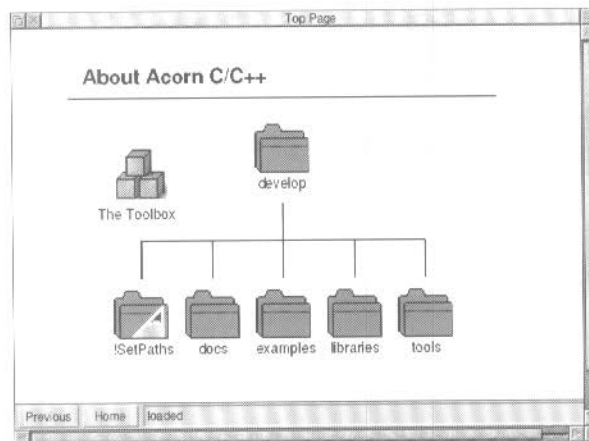 Top Page
About Acorn C/C++
develop
The Toolbox
!SetPaths docs examples libraries tools
Previous Home loaded